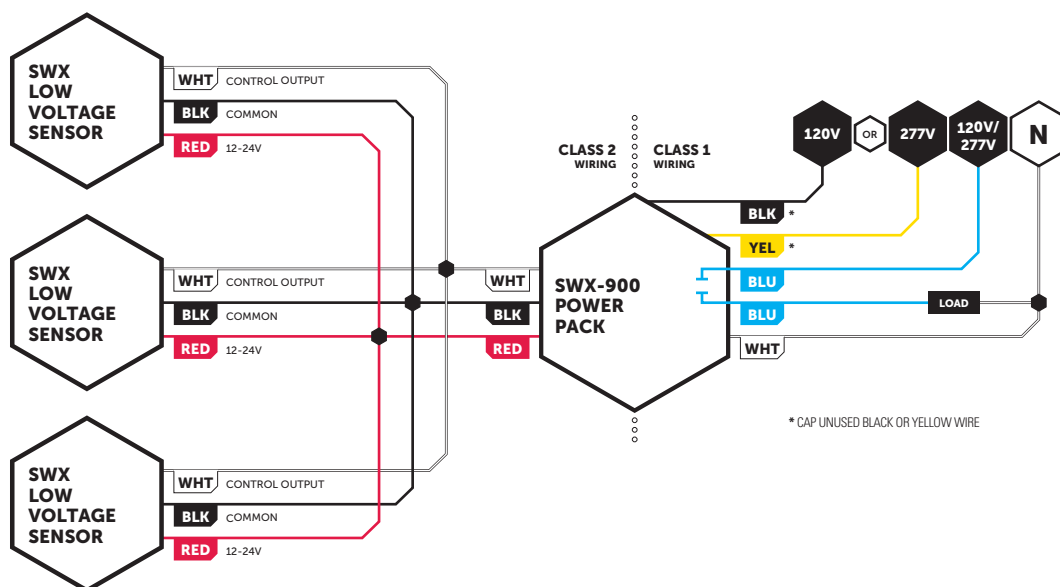 SWX
LOW
VOLTAGE
SENSOR
WHT CONTROL OUTPUT
BLK COMMON
RED 12-24V
SWX
LOW
VOLTAGE
SENSOR
WHT CONTROL OUTPUT
BLK COMMON
RED 12-24V
SWX
LOW
VOLTAGE
SENSOR
WHT CONTROL OUTPUT
BLK COMMON
RED 12-24V
WHT
BLK
RED
CLASS 2
WIRING
CLASS 1
WIRING
SWX-900
POWER
PACK
120V OR 277V
120V/
277V
N
BLK *
YEL *
BLU
BLU
LOAD
WHT
* CAP UNUSED BLACK OR YELLOW WIRE